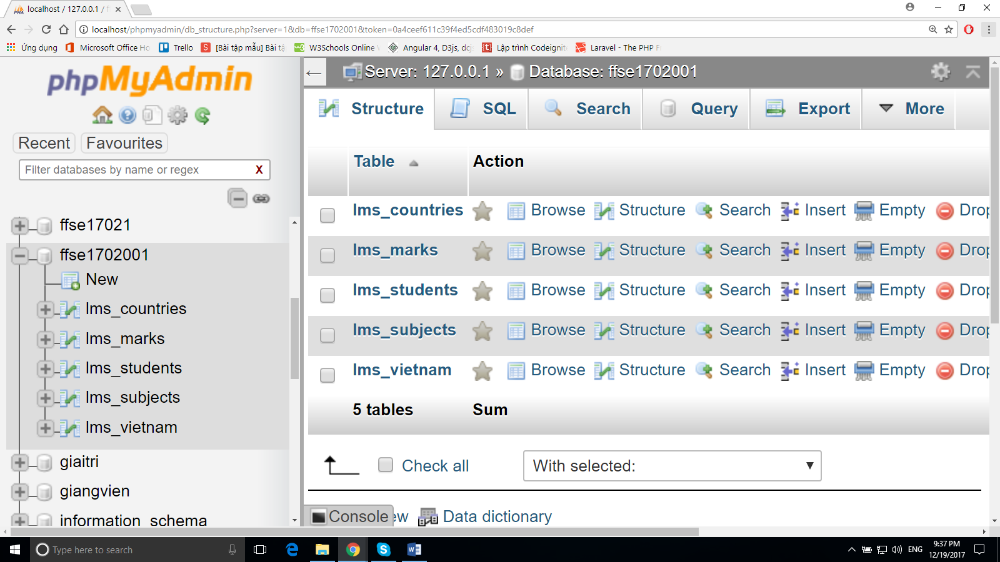 localhost / 127.0.0.1 / f
localhost/phpmyadmin/db_structure.php?server=1&db=ffse1702001&token=0a4ceef611c39f4ed5cdf483019c8def
Ứng dụng Microsoft Office Ho Trello [Bài tập mẫu] Bài tậ W3Schools Online Angular 4, D3js, dcjs Lập trình Codeignit Laravel - The PHP F
phpMyAdmin
Recent Favourites
Filter databases by name or regex X
ffse17021
ffse1702001
New
lms_countries
lms_marks
lms_students
lms_subjects
lms_vietnam
giaitri
giangvien
information_schema
← Server: 127.0.0.1 » Database: ffse1702001
Structure SQL Search Query Export More
Table Action
lms_countries Browse Structure Search Insert Empty Drop
lms_marks Browse Structure Search Insert Empty Drop
lms_students Browse Structure Search Insert Empty Drop
lms_subjects Browse Structure Search Insert Empty Drop
lms_vietnam Browse Structure Search Insert Empty Drop
5 tables Sum
Check all With selected:
Console ew Data dictionary
Type here to search ENG 9:37 PM
12/19/2017